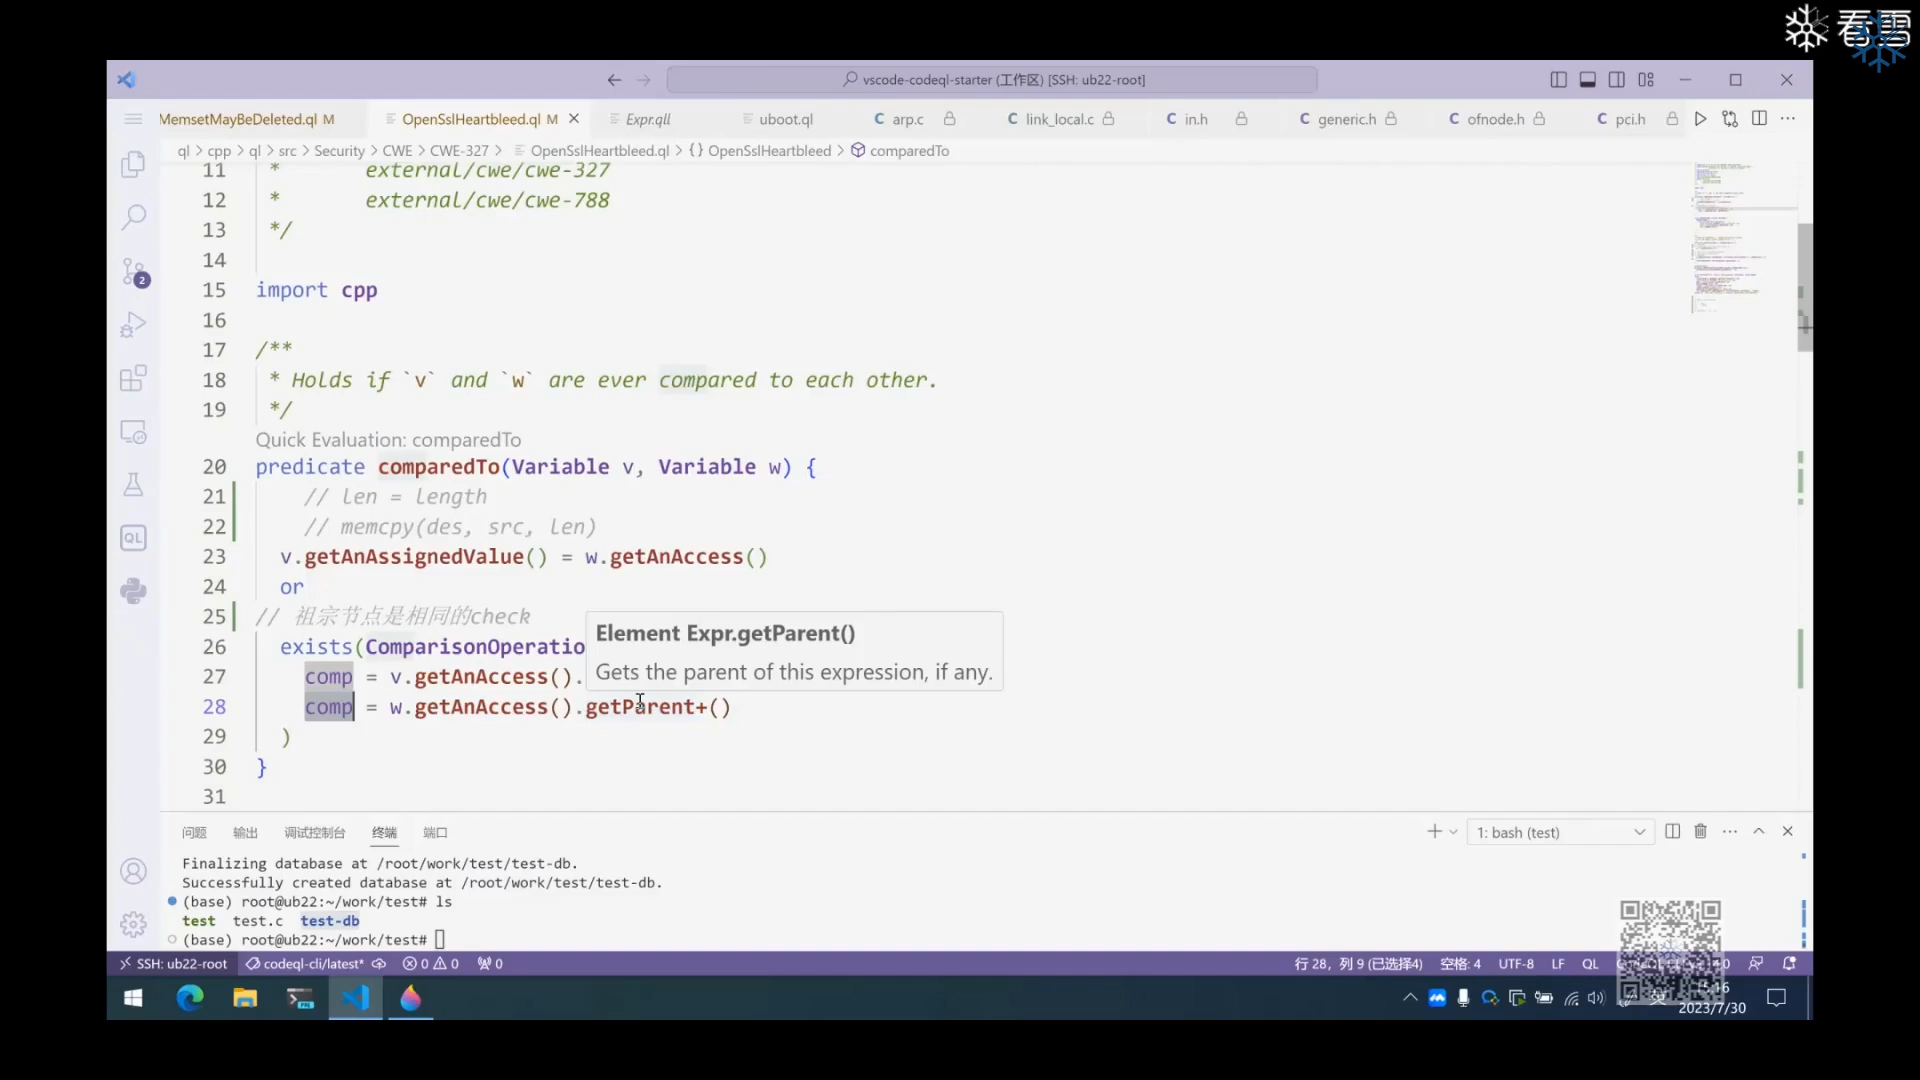 看雪
vscode-codeql-starter (工作区) [SSH: ub22-root]
MemsetMayBeDeleted.ql M
OpenSslHeartbleed.ql M
Expr.qll
uboot.ql
C arp.c
C link_local.c
C in.h
C generic.h
C ofnode.h
C pci.h
ql > cpp > ql > src > Security > CWE > CWE-327 > OpenSslHeartbleed.ql > {} OpenSslHeartbleed > comparedTo
11 * external/cwe/cwe-327
12 * external/cwe/cwe-788
13 */
14
15 import cpp
16
17 /**
18 * Holds if `v` and `w` are ever compared to each other.
19 */
Quick Evaluation: comparedTo
20 predicate comparedTo(Variable v, Variable w) {
21 // len = length
22 // memcpy(des, src, len)
23 v.getAnAssignedValue() = w.getAnAccess()
24 or
25 // 祖宗节点是相同的check
Element Expr.getParent()
26 exists(ComparisonOperatio
Gets the parent of this expression, if any.
27 comp = v.getAnAccess().
28 comp = w.getAnAccess().getParent+()
29 )
30 }
31
2
QL
问题 输出 调试控制台 终端 端口
1: bash (test)
Finalizing database at /root/work/test/test-db.
Successfully created database at /root/work/test/test-db.
(base) root@ub22:~/work/test# ls
test test.c test-db
(base) root@ub22:~/work/test#
SSH: ub22-root codeql-cli/latest* 0 0 0
行 28，列 9 (已选择4) 空格: 4 UTF-8 LF QL
2023/7/30